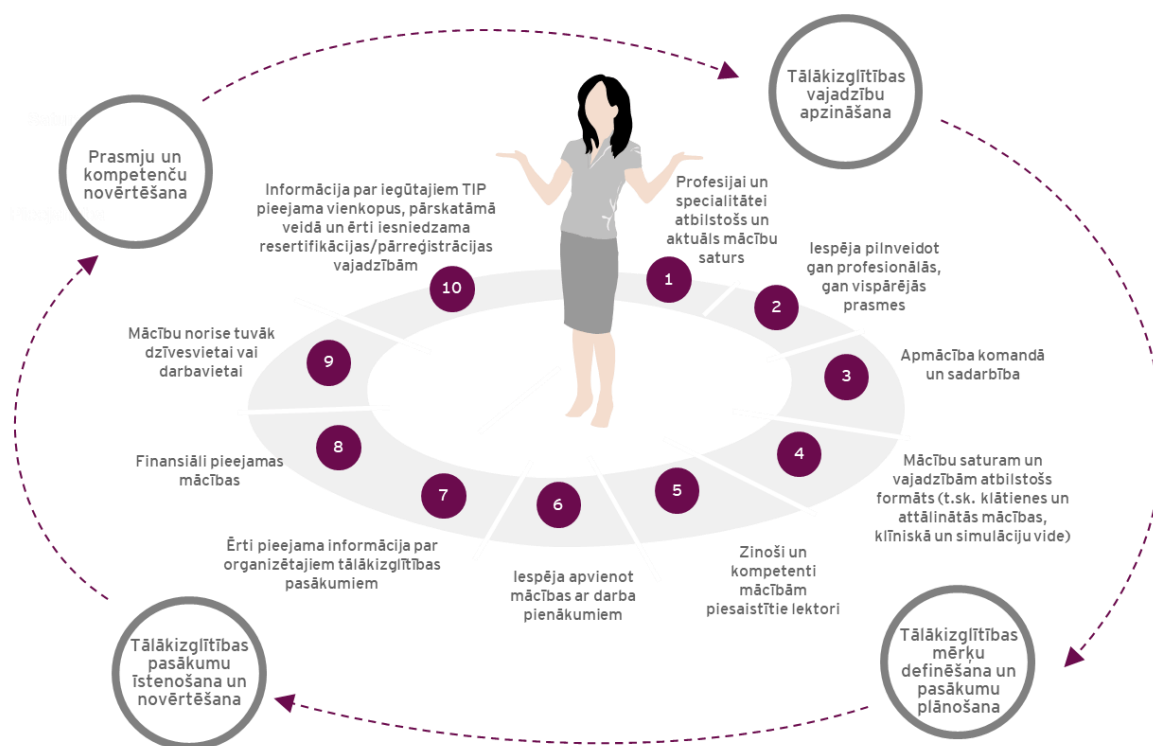 Tālākizglītības
vajadzību
apzināšana
Prasmju un
kompetenču
novērtēšana
Informācija par iegūtajiem TIP
pieejama vienkopus, pārskatāmā
veidā un ērti iesniedzama
resertifikācijas/pārreģistrācijas
vajadzībām
Profesijai un
specialitātei
atbilstošs un
aktuāls mācību
saturs
Iespēja pilnveidot
gan profesionālās,
gan vispārējās
prasmes
10
1
2
Mācību norise tuvāk
dzīvesvietai vai
darbavietai
9
3
Apmācība komandā
un sadarbība
8
4
Finansiāli pieejamas
mācības
Mācību saturam un
vajadzībām atbilstošs
formāts (t.sk. klātienes un
attālinātās mācības,
klīniskā un simulāciju vide)
7
6
5
Ērti pieejama informācija par
organizētajiem tālākizglītības
pasākumiem
Iespēja apvienot
mācības ar darba
pienākumiem
Zinoši un
kompetenti
mācībām
piesaistītie lektori
Tālākizglītības
pasākumu
īstenošana un
novērtēšana
Tālākizglītības
mērķu
definēšana un
pasākumu
plānošana